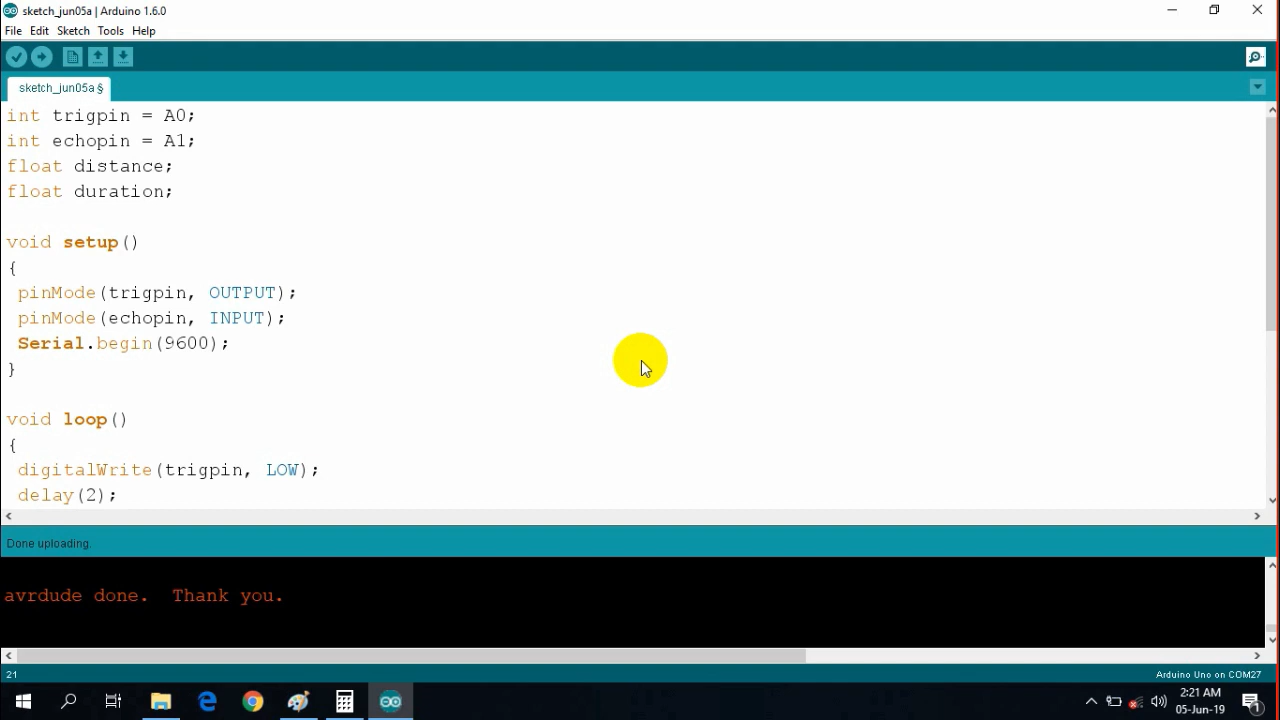 sketch_jun05a | Arduino 1.6.0
File Edit Sketch Tools Help
sketch_jun05a §
int trigpin = A0;
int echopin = A1;
float distance;
float duration;
void setup()
{
pinMode(trigpin, OUTPUT);
pinMode(echopin, INPUT);
Serial.begin(9600);
}
void loop()
{
digitalWrite(trigpin, LOW);
delay(2);
Done uploading.
avrdude done.  Thank you.
21
Arduino Uno on COM27
2:21 AM
05-Jun-19
1